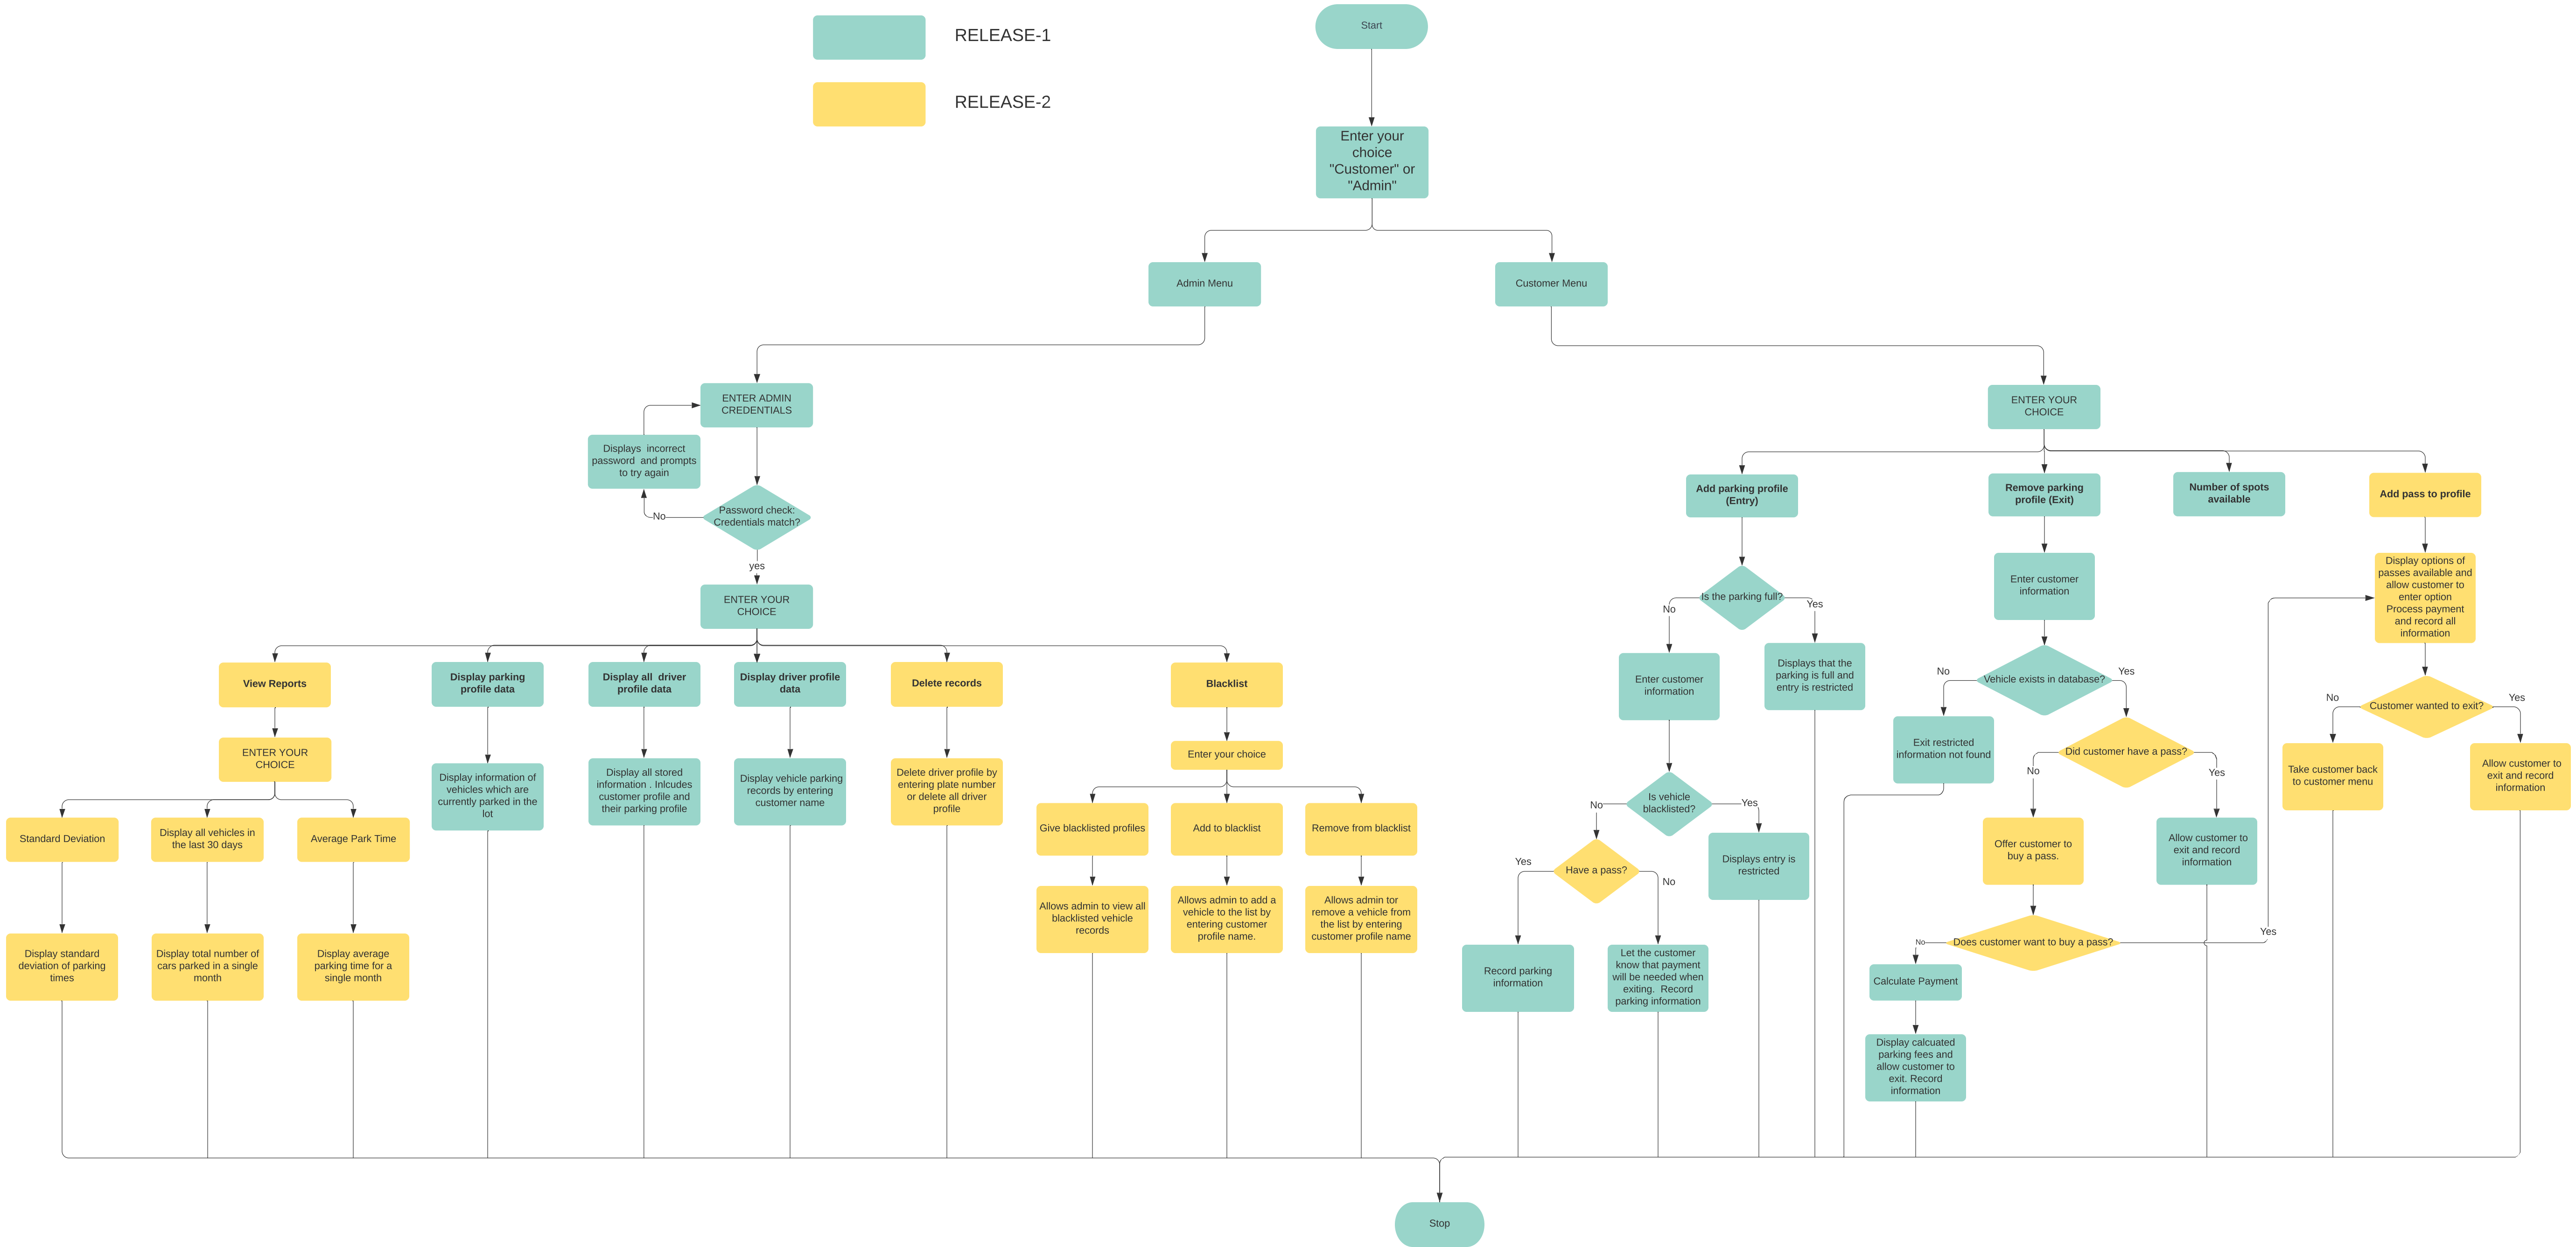 RELEASE-1
RELEASE-2
Start
Enter your
choice
"Customer" or
"Admin"
Admin Menu
Customer Menu
ENTER ADMIN
CREDENTIALS
Displays  incorrect
password  and prompts
to try again
No
Password check:
Credentials match?
yes
ENTER YOUR
CHOICE
View Reports
Display parking
profile data
Display all  driver
profile data
Display driver profile
data
Delete records
Blacklist
ENTER YOUR
CHOICE
Display information of
vehicles which are
currently parked in the
lot
Display all stored
information . Inlcudes
customer profile and
their parking profile
Display vehicle parking
records by entering
customer name
Delete driver profile by
entering plate number
or delete all driver
profile
Enter your choice
Standard Deviation
Display all vehicles in
the last 30 days
Average Park Time
Give blacklisted profiles
Add to blacklist
Remove from blacklist
Display standard
deviation of parking
times
Display total number of
cars parked in a single
month
Display average
parking time for a
single month
Allows admin to view all
blacklisted vehicle
records
Allows admin to add a
vehicle to the list by
entering customer
profile name.
Allows admin tor
remove a vehicle from
the list by entering
customer profile name
ENTER YOUR
CHOICE
Add parking profile
(Entry)
Remove parking
profile (Exit)
Number of spots
available
Add pass to profile
Is the parking full?
No
Yes
Enter customer
information
Displays that the
parking is full and
entry is restricted
Is vehicle
blacklisted?
No
Yes
Have a pass?
Yes
No
Displays entry is
restricted
Record parking
information
Let the customer
know that payment
will be needed when
exiting.  Record
parking information
Enter customer
information
Vehicle exists in database?
No
Yes
Exit restricted
information not found
Did customer have a pass?
No
Yes
Offer customer to
buy a pass.
Allow customer to
exit and record
information
Does customer want to buy a pass?
No
Yes
Calculate Payment
Display calcuated
parking fees and
allow customer to
exit. Record
information
Display options of
passes available and
allow customer to
enter option
Process payment
and record all
information
Customer wanted to exit?
No
Yes
Take customer back
to customer menu
Allow customer to
exit and record
information
Stop